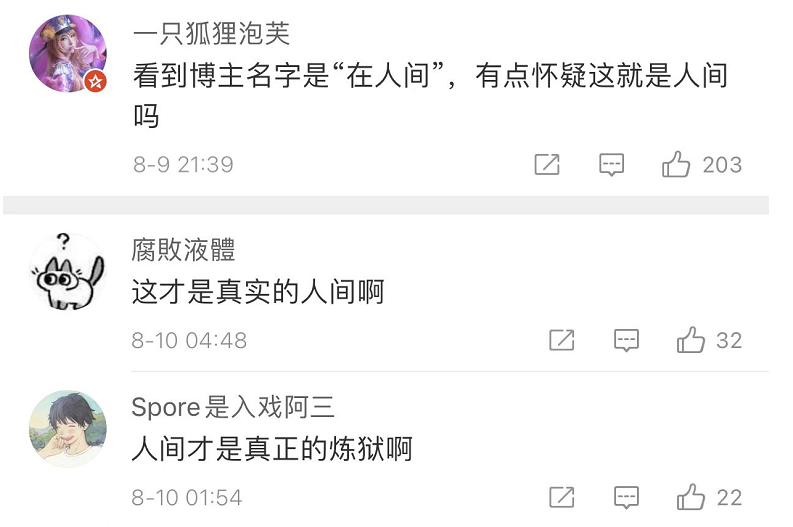 一只狐狸泡芙
看到博主名字是“在人间”，有点怀疑这就是人间
吗
8-9 21:39
203
?
腐敗液體
这才是真实的人间啊
8-10 04:48
32
Spore是入戏阿三
人间才是真正的炼狱啊
8-10 01:54
22